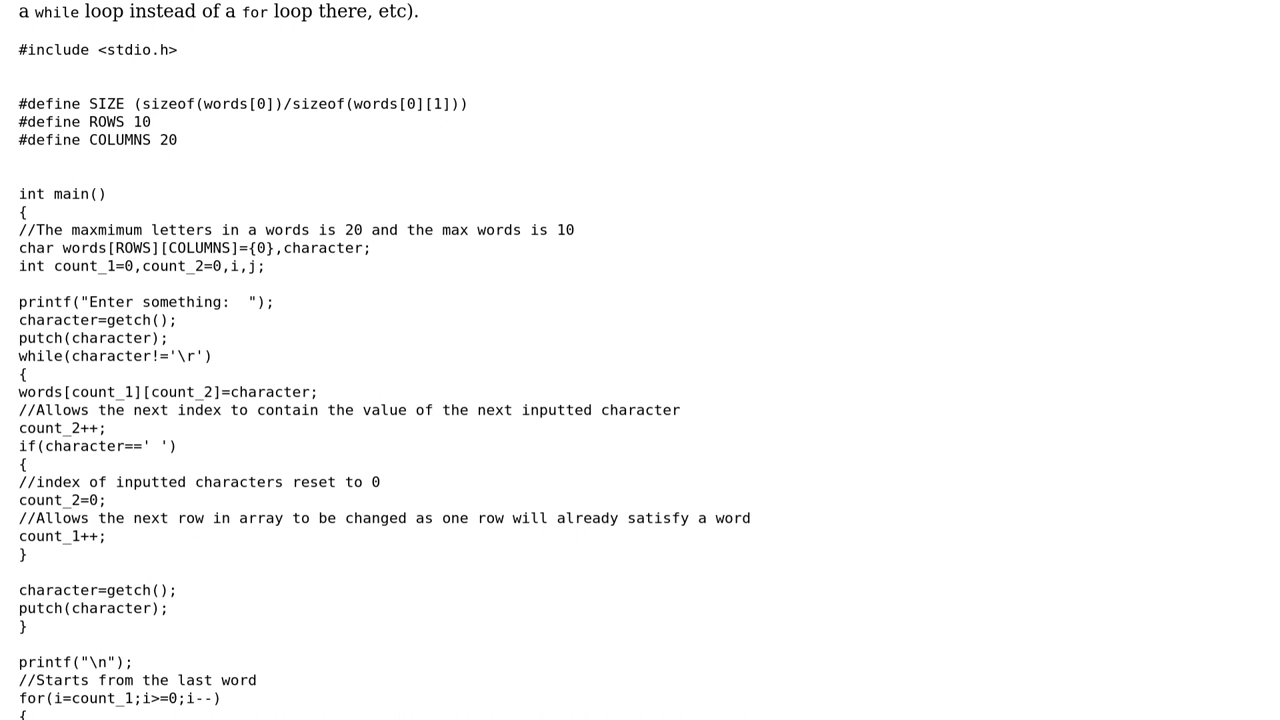 a while loop instead of a for loop there, etc).
#include <stdio.h>
#define SIZE (sizeof(words[0])/sizeof(words[0][1]))
#define ROWS 10
#define COLUMNS 20
int main()
{
//The maxmimum letters in a words is 20 and the max words is 10
char words[ROWS][COLUMNS]={0},character;
int count_1=0,count_2=0,i,j;
printf("Enter something:  ");
character=getch();
putch(character);
while(character!='\r')
{
words[count_1][count_2]=character;
//Allows the next index to contain the value of the next inputted character
count_2++;
if(character==' ')
{
//index of inputted characters reset to 0
count_2=0;
//Allows the next row in array to be changed as one row will already satisfy a word
count_1++;
}
character=getch();
putch(character);
}
printf("\n");
//Starts from the last word
for(i=count_1;i>=0;i--)
{